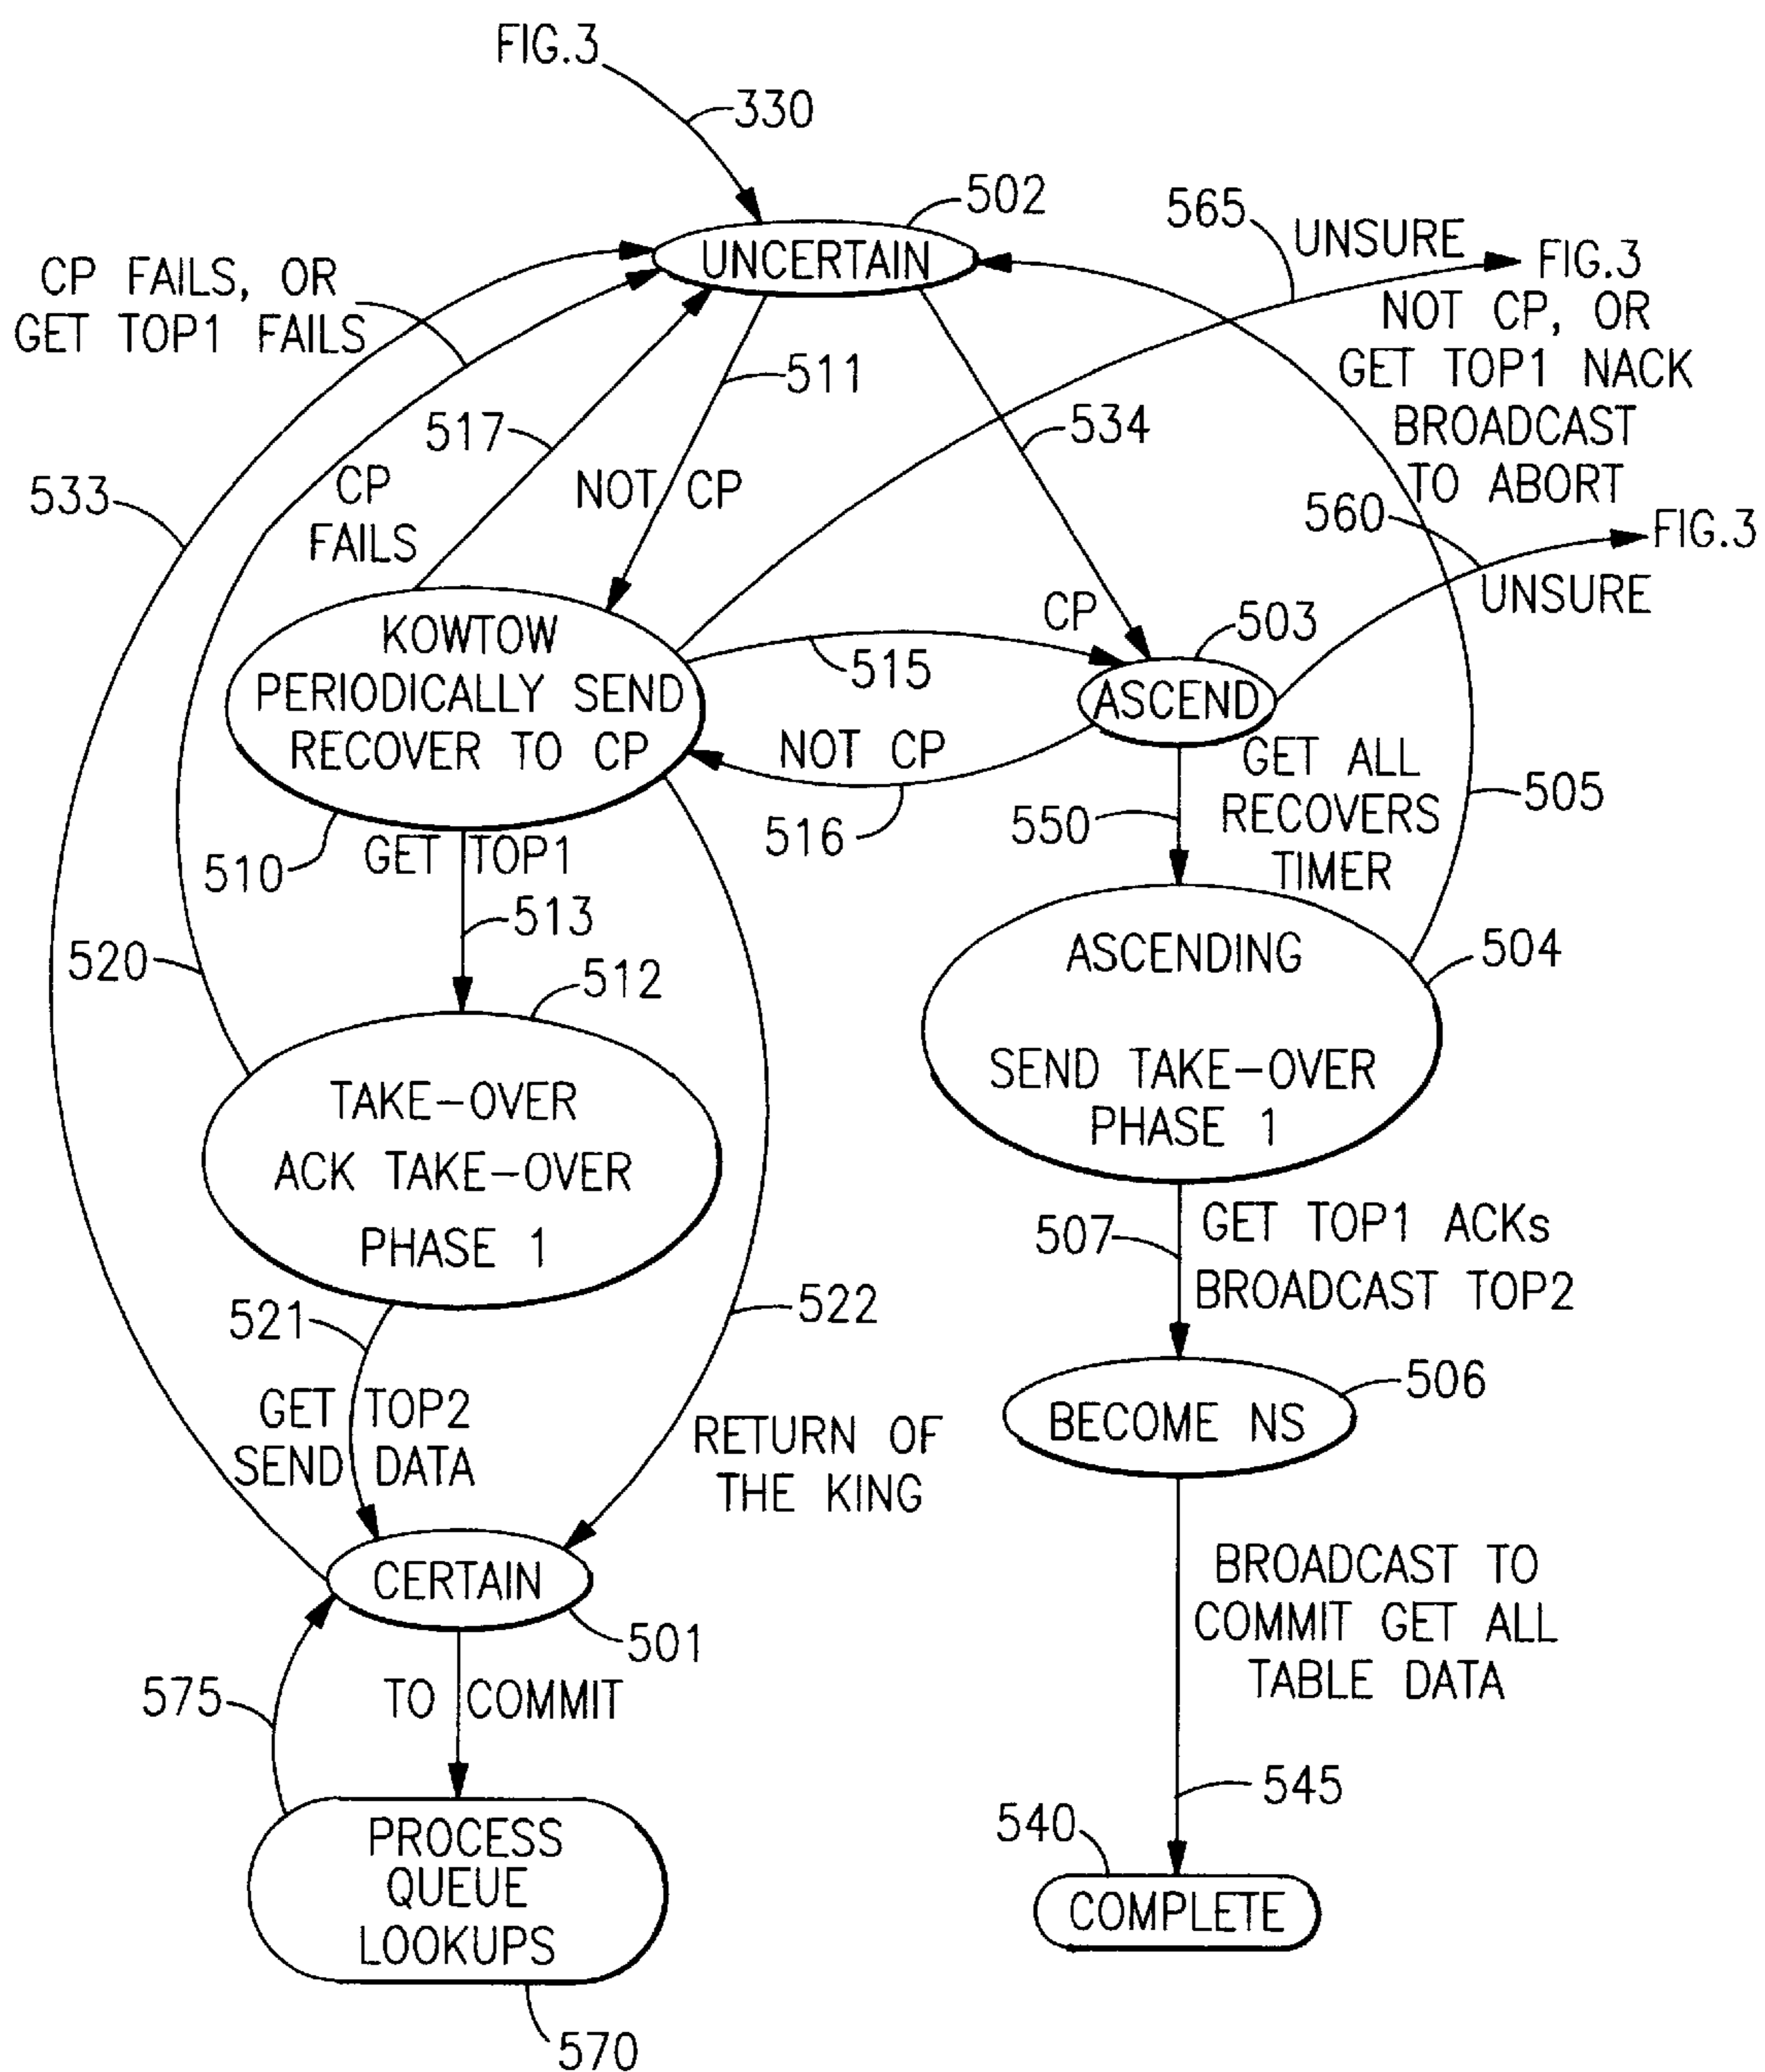 FIG.3
330
502
UNCERTAIN
565
UNSURE
FIG.3
CP FAILS, OR
GET TOP1 FAILS
NOT CP, OR
GET TOP1 NACK
BROADCAST
TO ABORT
511
517
534
CP
FAILS
NOT CP
533
560
FIG.3
UNSURE
KOWTOW
PERIODICALLY SEND
RECOVER TO CP
CP
503
515
ASCEND
NOT CP
516
GET ALL
RECOVERS
TIMER
550
505
510
GET TOP1
513
520
512
ASCENDING
SEND TAKE-OVER
PHASE 1
504
TAKE-OVER
ACK TAKE-OVER
PHASE 1
507
GET TOP1 ACKs
BROADCAST TOP2
521
522
GET TOP2
SEND DATA
RETURN OF
THE KING
506
BECOME NS
CERTAIN
501
BROADCAST TO
COMMIT GET ALL
TABLE DATA
575
TO COMMIT
545
540
PROCESS
QUEUE
LOOKUPS
COMPLETE
570